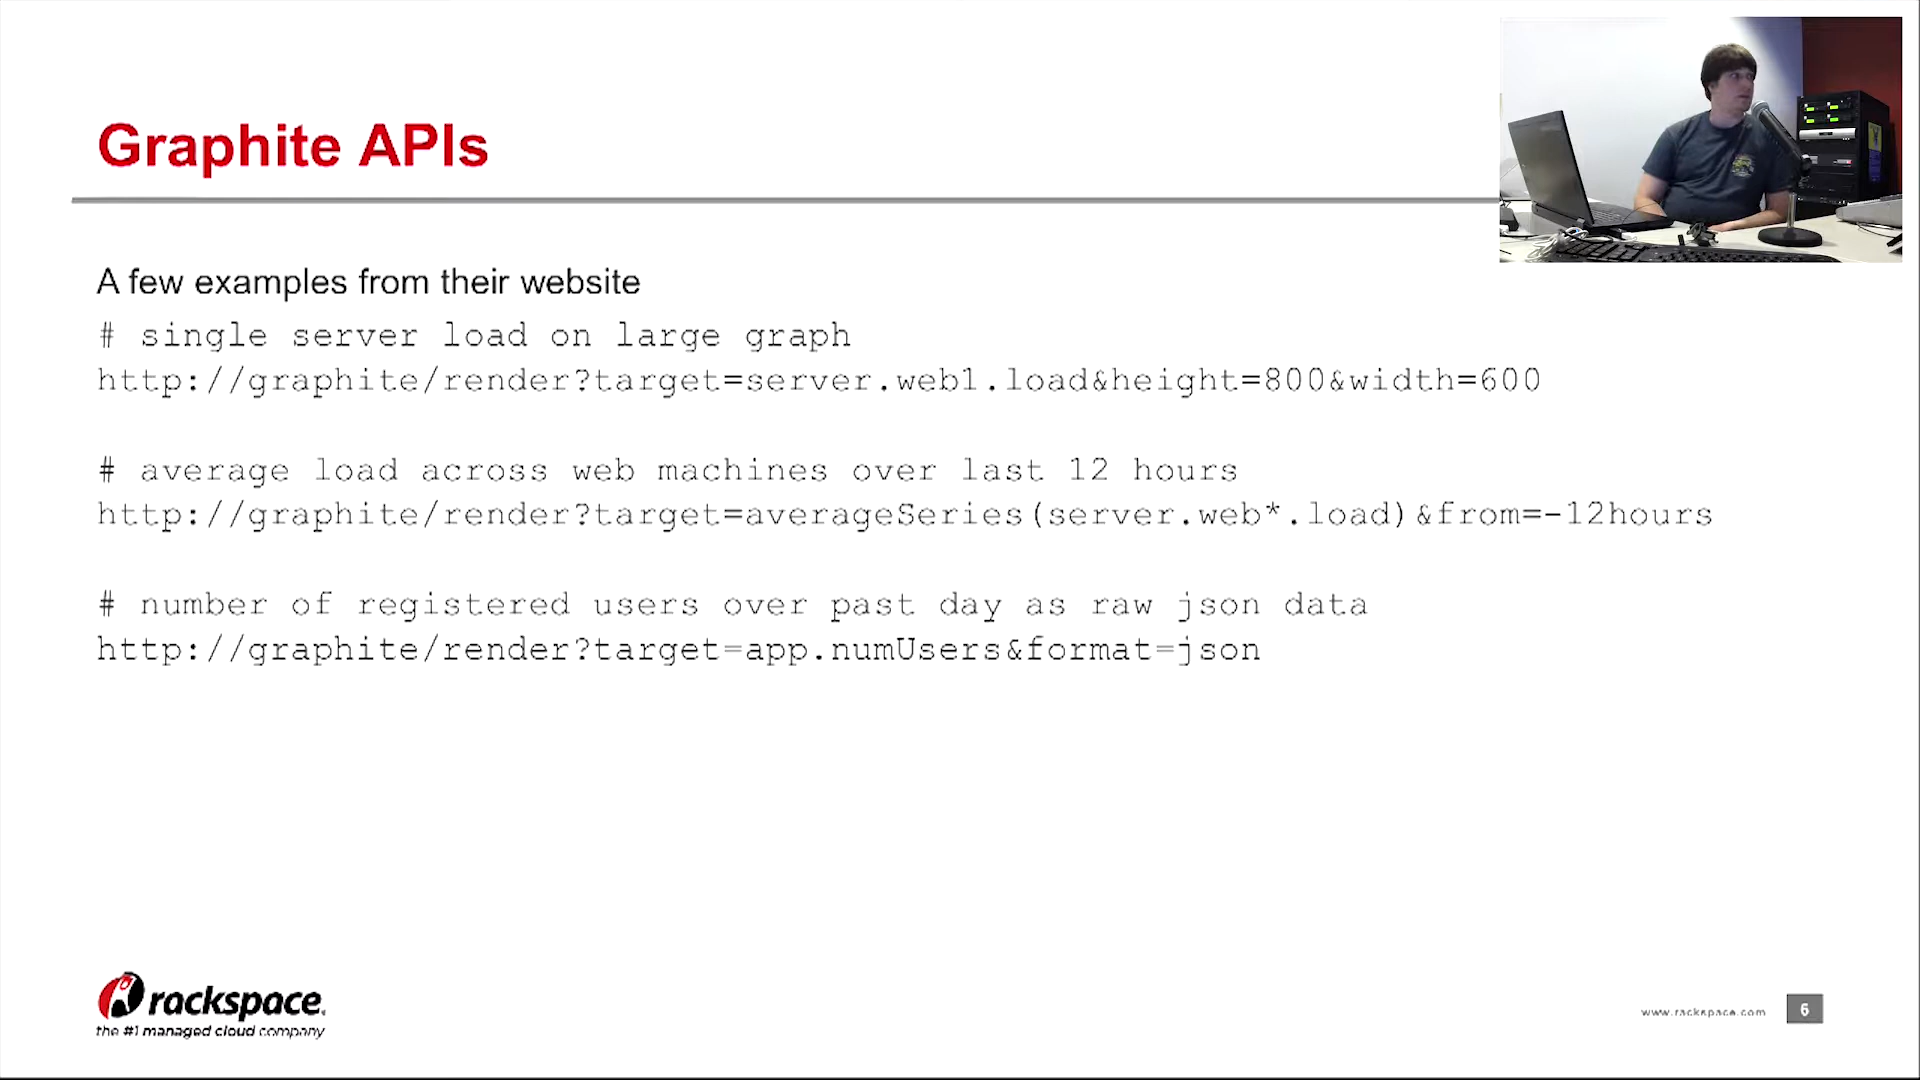 Graphite APIs
A few examples from their website
# single server load on large graph
http://graphite/render?target=server.web1.load&height=800&width=600
# average load across web machines over last 12 hours
http://graphite/render?target=averageSeries(server.web*.load)&from=-12hours
# number of registered users over past day as raw json data
http://graphite/render?target=app.numUsers&format=json
rackspace.
the #1 managed cloud company
www.rackspace.com
6